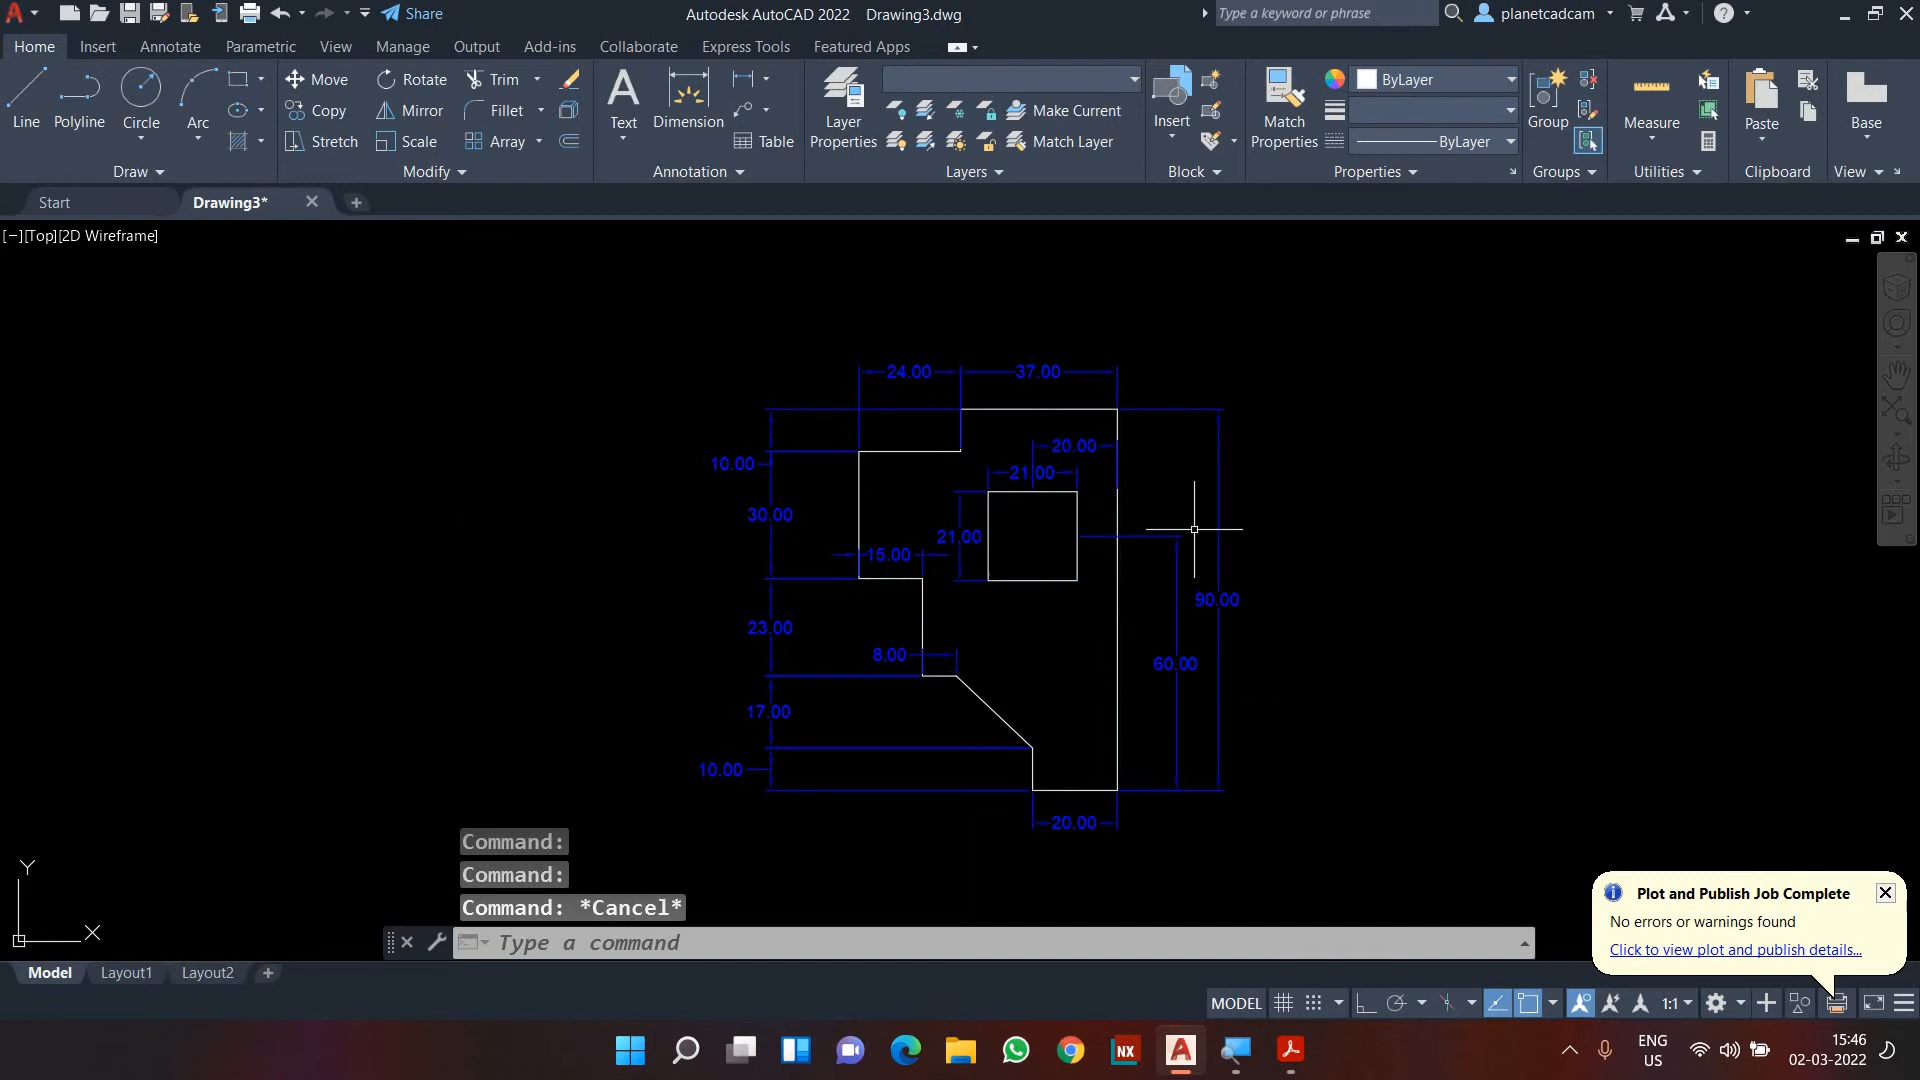 Share
Autodesk AutoCAD 2022 Drawing3.dwg
Type a keyword or phrase
planetcadcam
Home Insert Annotate Parametric View Manage Output Add-ins Collaborate Express Tools Featured Apps
Line Polyline Circle Arc
Move Rotate Trim
Copy Mirror Fillet
Stretch Scale Array
Text Dimension
Table
Layer Properties
Make Current
Match Layer
Insert
Match Properties
ByLayer
ByLayer
Group
Measure
Paste
Base
Draw Modify Annotation Layers Block Properties Groups Utilities Clipboard View
Start Drawing3*
[−][Top][2D Wireframe]
24.00 37.00
20.00
10.00
21.00
30.00
21.00
15.00
90.00
23.00
8.00
60.00
17.00
10.00
20.00
Y
X
Command:
Command:
Command: *Cancel*
Type a command
Plot and Publish Job Complete
No errors or warnings found
Click to view plot and publish details...
Model Layout1 Layout2
MODEL
1:1
NX
ENG
US
15:46
02-03-2022